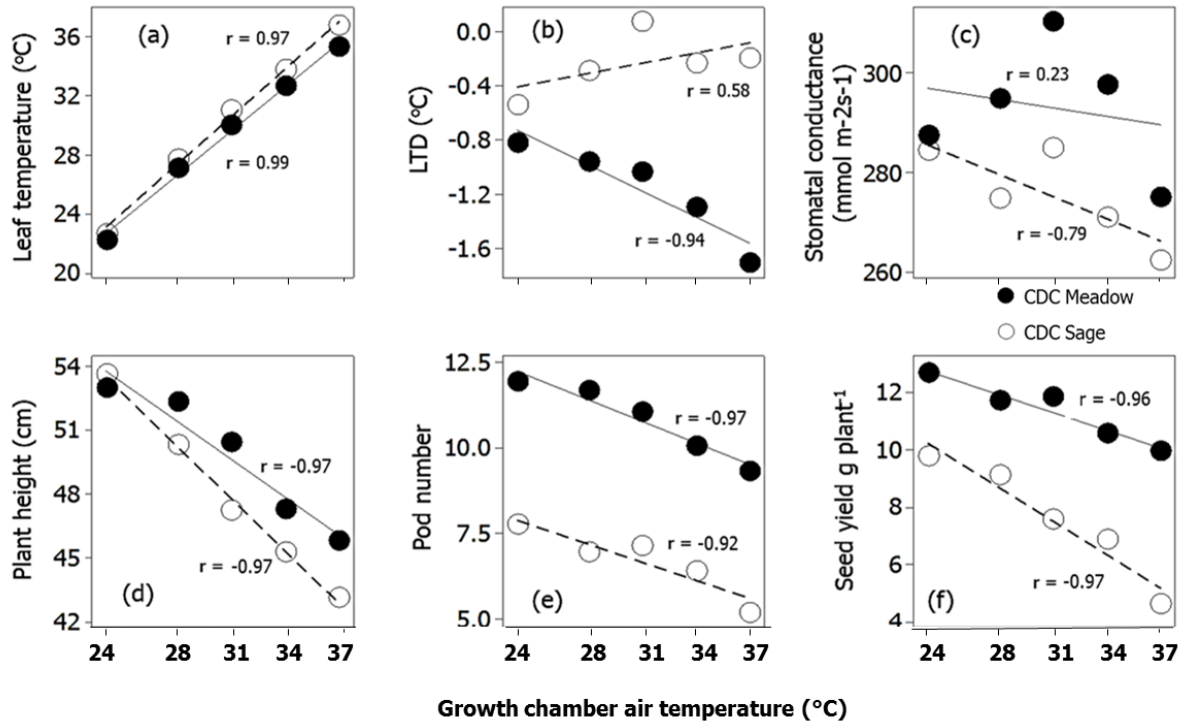 (a)
r = 0.97
r = 0.99
Leaf temperature (°C)
36
32
28
24
20
(b)
r = 0.58
r = -0.94
LTD (°C)
0.0
-0.4
-0.8
-1.2
-1.6
(c)
r = 0.23
r = -0.79
Stomatal conductance
(mmol m-2s-1)
300
280
260
CDC Meadow
CDC Sage
(d)
r = -0.97
r = -0.97
Plant height (cm)
54
51
48
45
42
24 28 31 34 37
(e)
r = -0.97
r = -0.92
Pod number
12.5
10.0
7.5
5.0
24 28 31 34 37
(f)
r = -0.96
r = -0.97
Seed yield g plant-1
12
10
8
6
4
24 28 31 34 37
Growth chamber air temperature (°C)